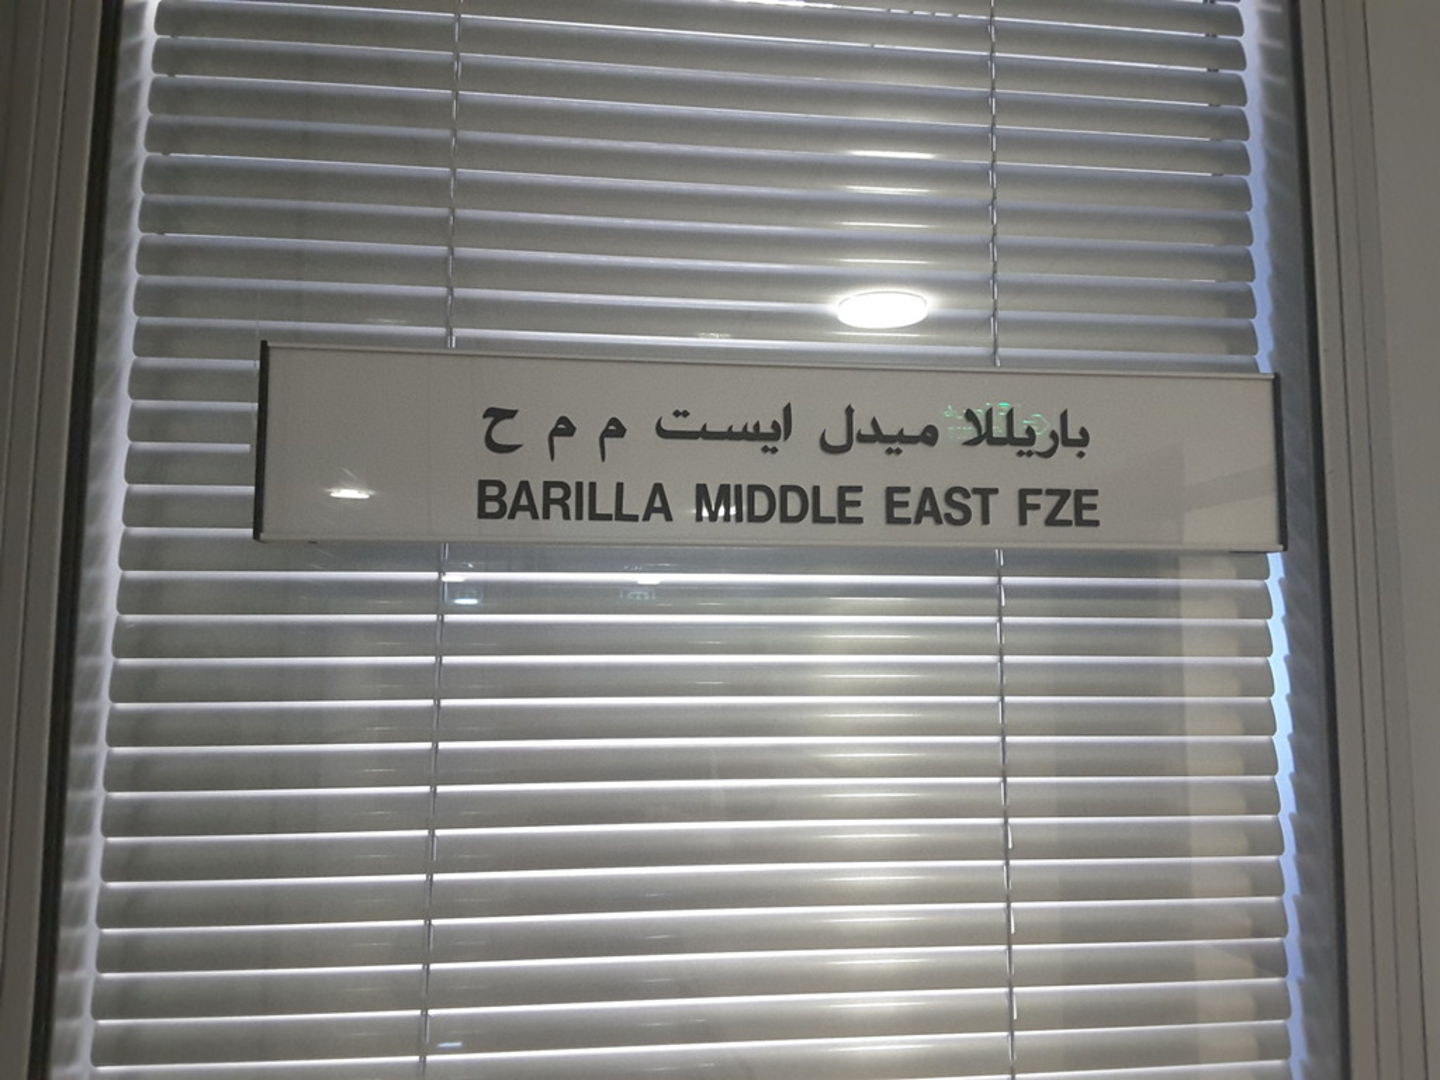 باريللا ميدل ايست م م ح
BARILLA MIDDLE EAST FZE